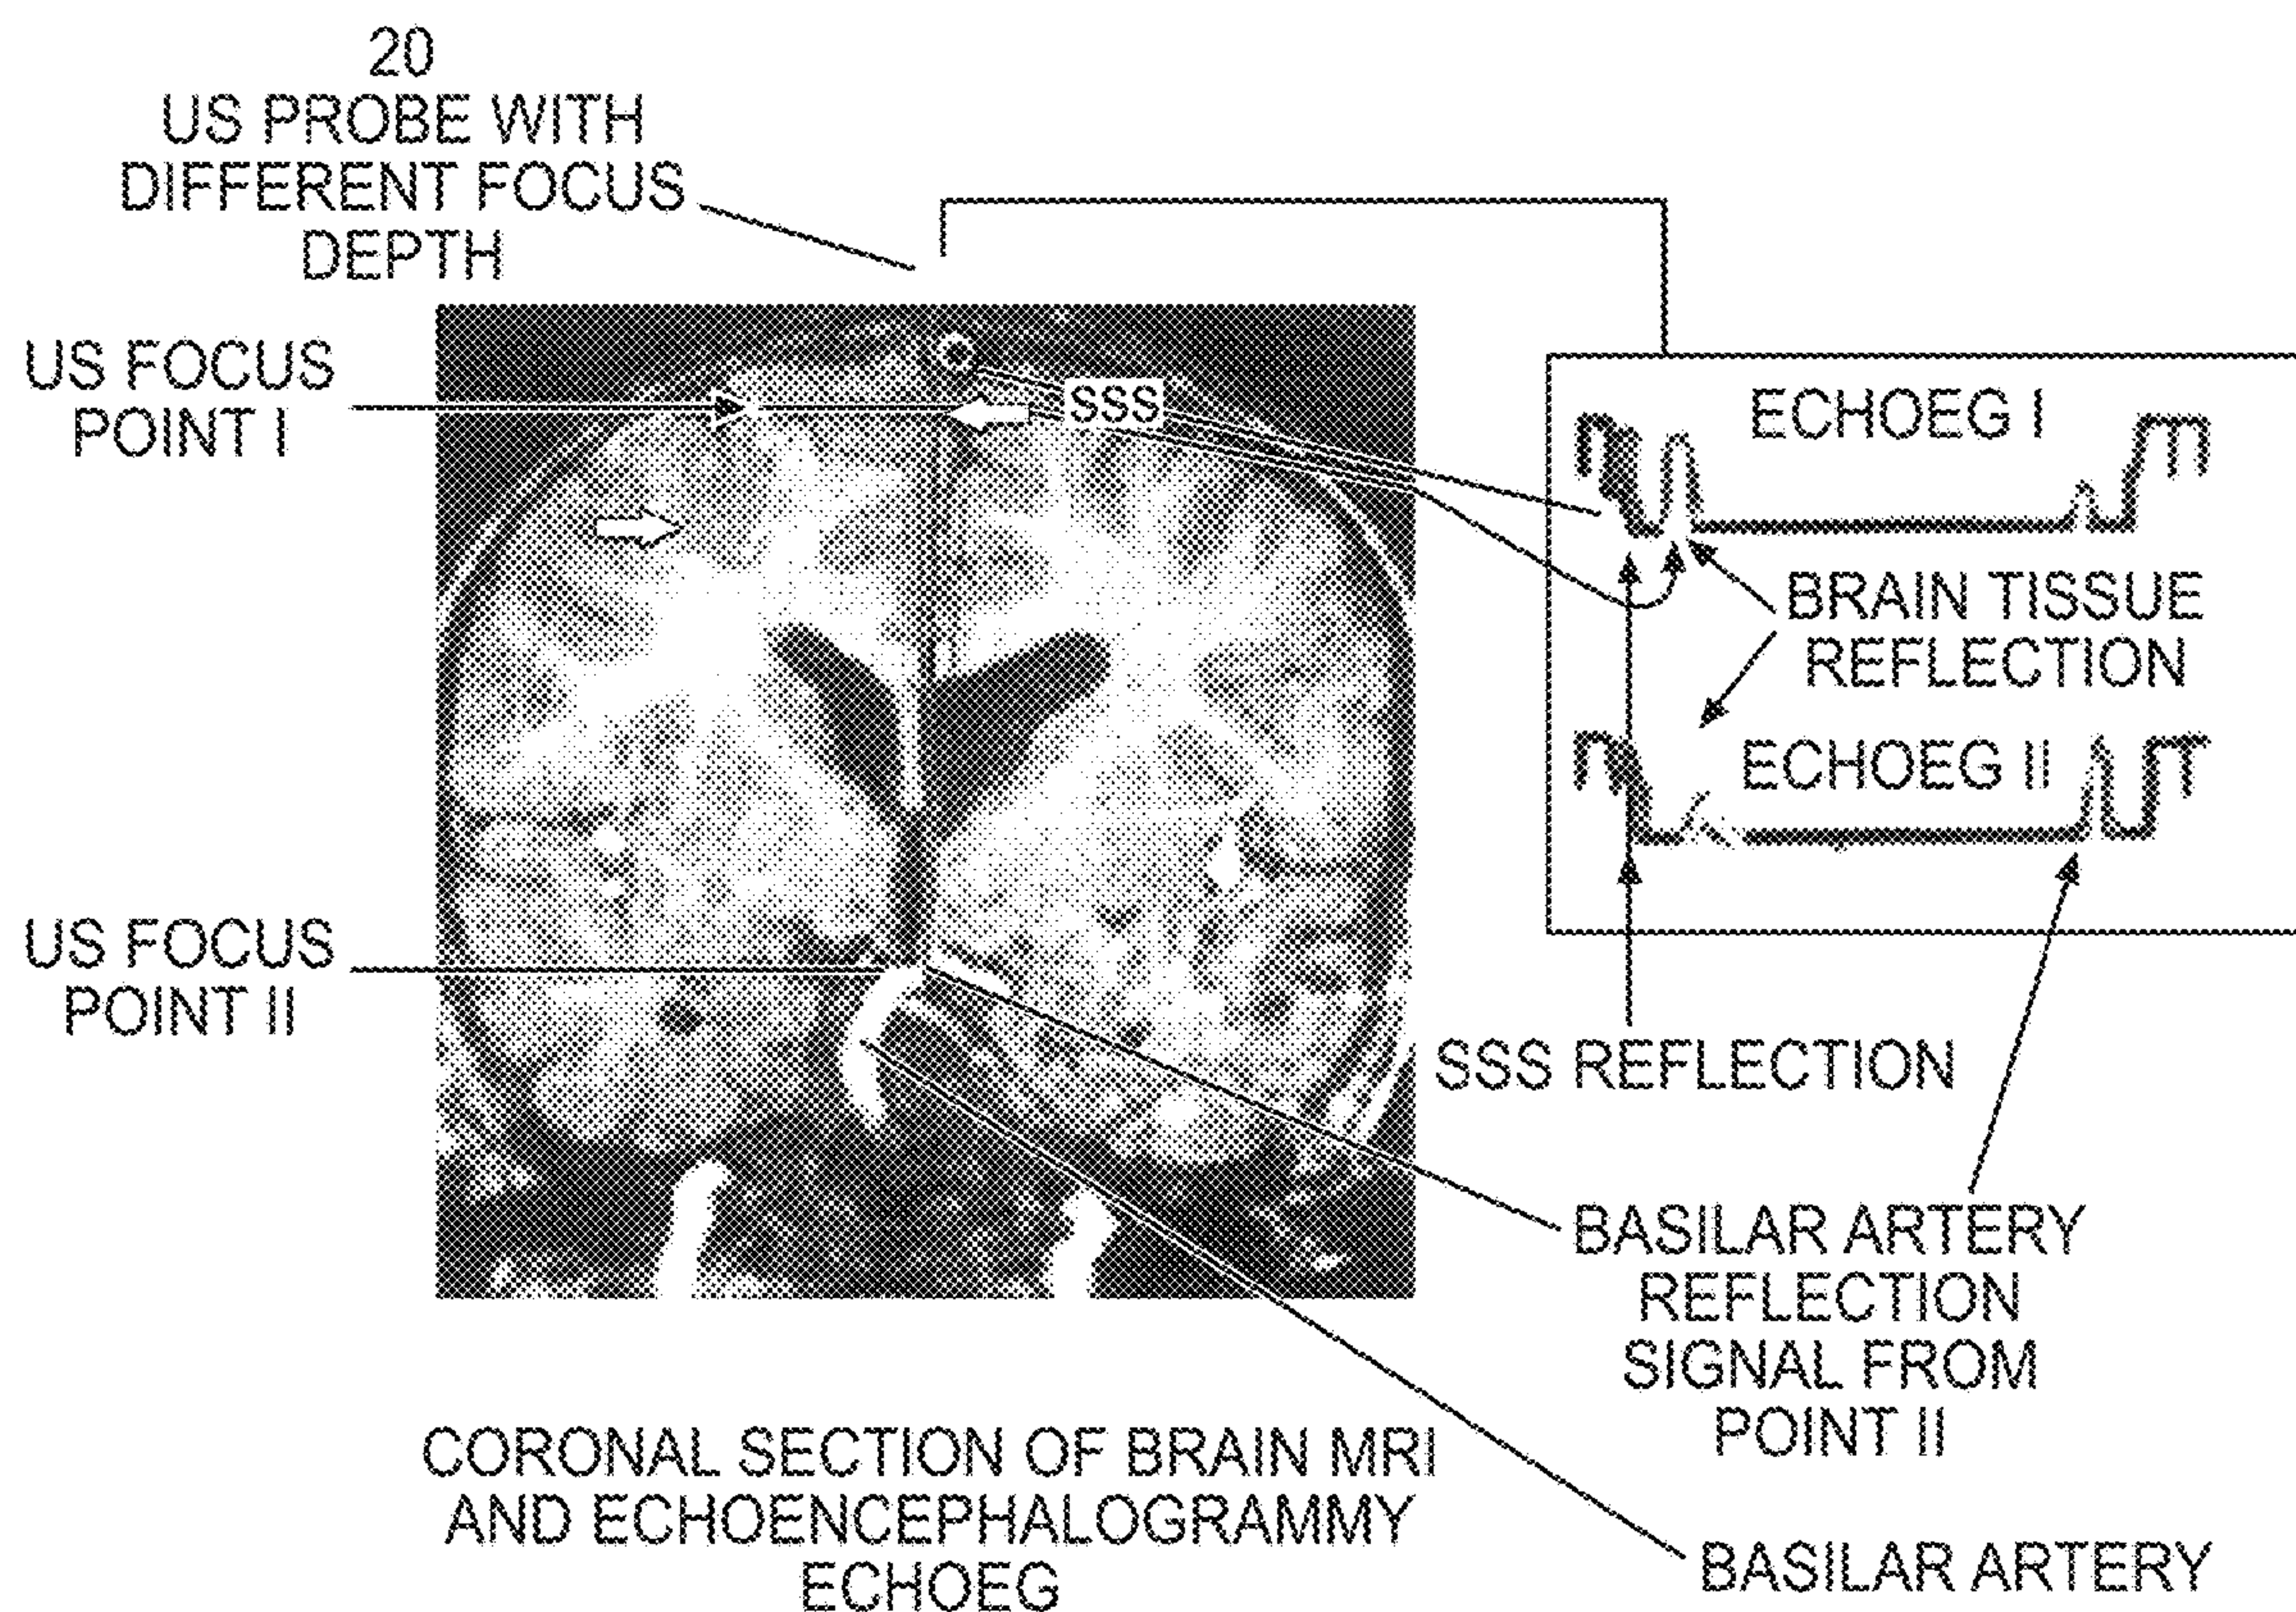 20
US PROBE WITH
DIFFERENT FOCUS
DEPTH
US FOCUS
POINT I
SSS
ECHOEG I
BRAIN TISSUE
REFLECTION
ECHOEG II
US FOCUS
POINT II
SSS REFLECTION
BASILAR ARTERY
REFLECTION
SIGNAL FROM
POINT II
BASILAR ARTERY
CORONAL SECTION OF BRAIN MRI
AND ECHOENCEPHALOGRAMMY
ECHOEG